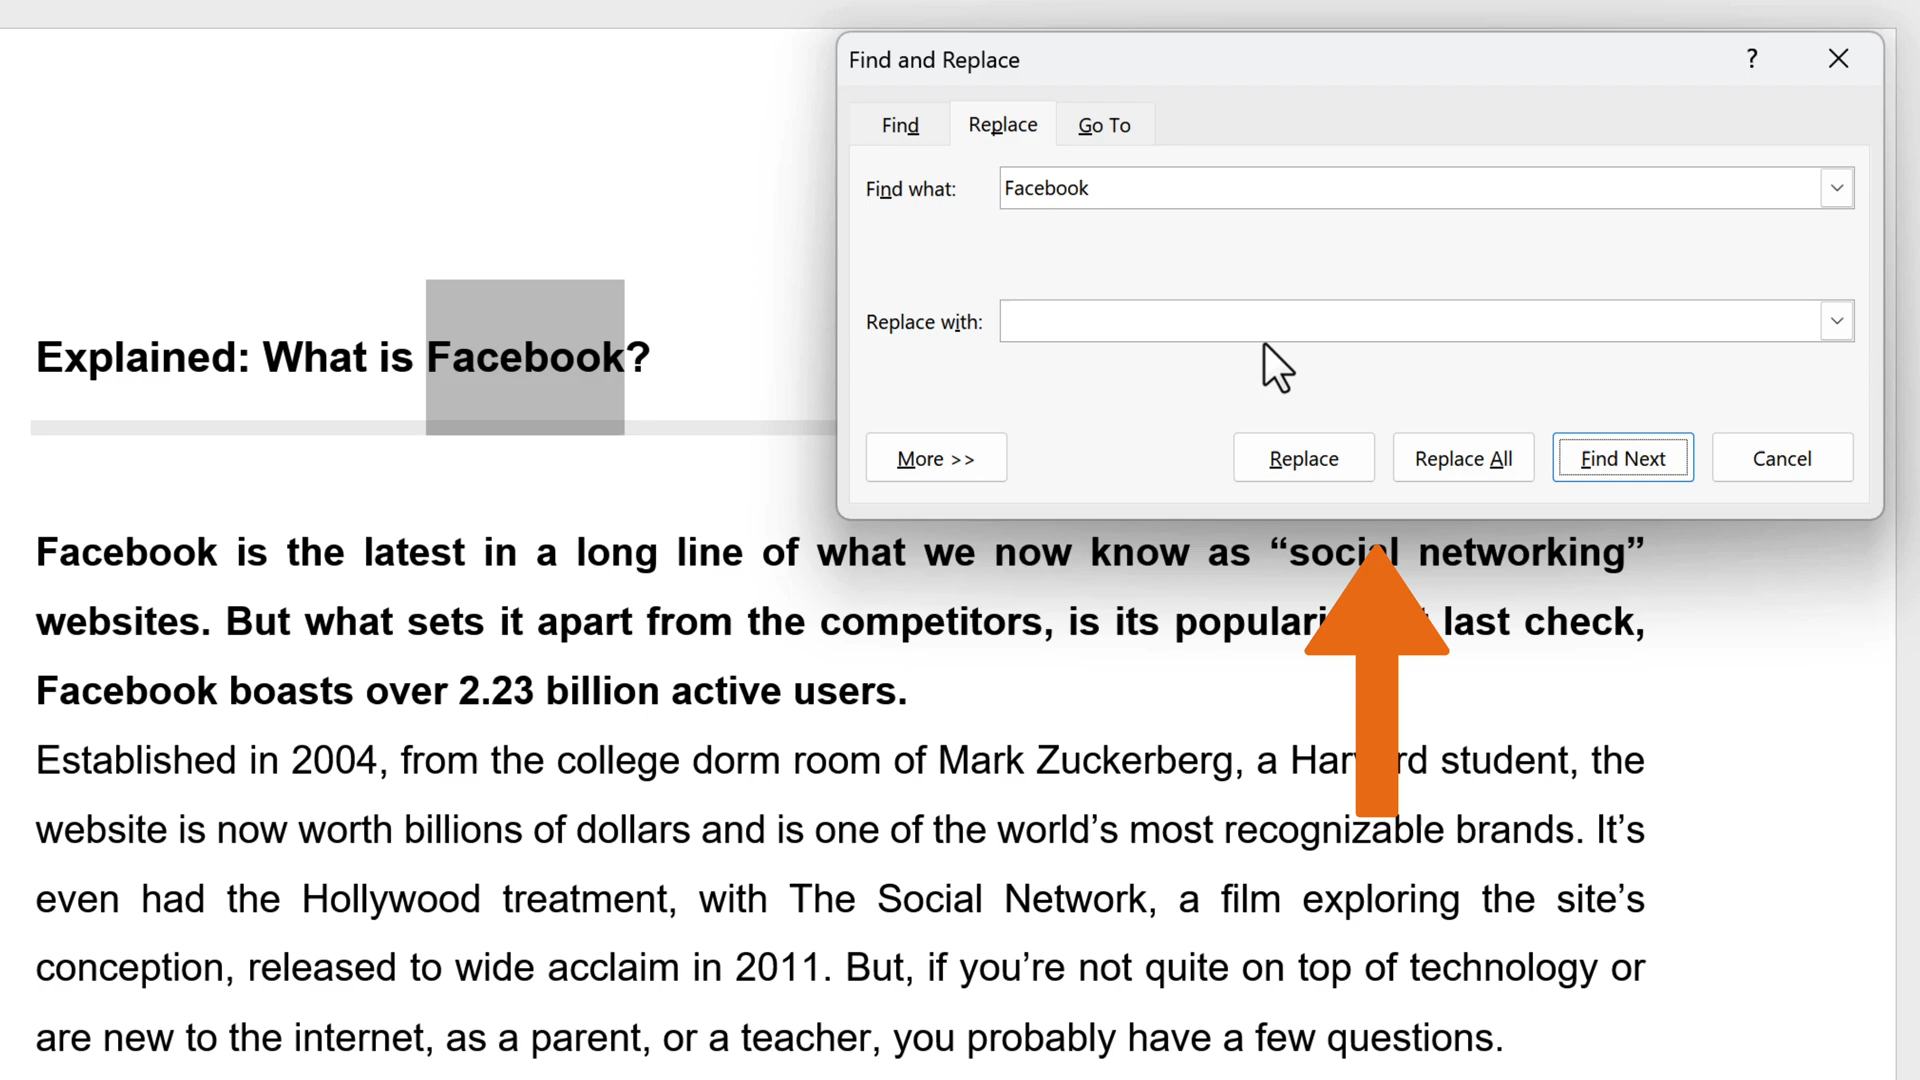 Find and Replace
?
Find
Replace
Go To
Find what:
Facebook
Replace with:
More >>
Replace
Replace All
Find Next
Cancel
Explained: What is Facebook?
Facebook is the latest in a long line of what we now know as “social networking”
websites. But what sets it apart from the competitors, is its last check,
Facebook boasts over 2.23 billion active users.
Established in 2004, from the college dorm room of Mark Zuckerberg, a student, the
website is now worth billions of dollars and is one of the world’s most recognizable brands. It’s
even had the Hollywood treatment, with The Social Network, a film exploring the site’s
conception, released to wide acclaim in 2011. But, if you’re not quite on top of technology or
are new to the internet, as a parent, or a teacher, you probably have a few questions.